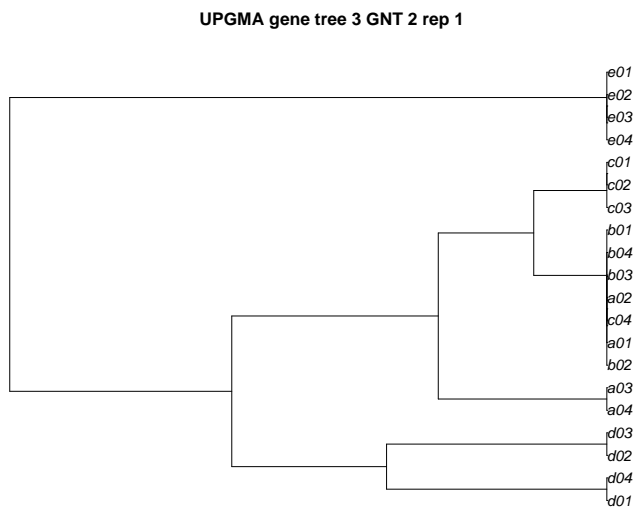 UPGMA gene tree 3 GNT 2 rep 1
e01
e02
e03
e04
c01
c02
c03
b01
b04
b03
a02
c04
a01
b02
a03
a04
d03
d02
d04
d01